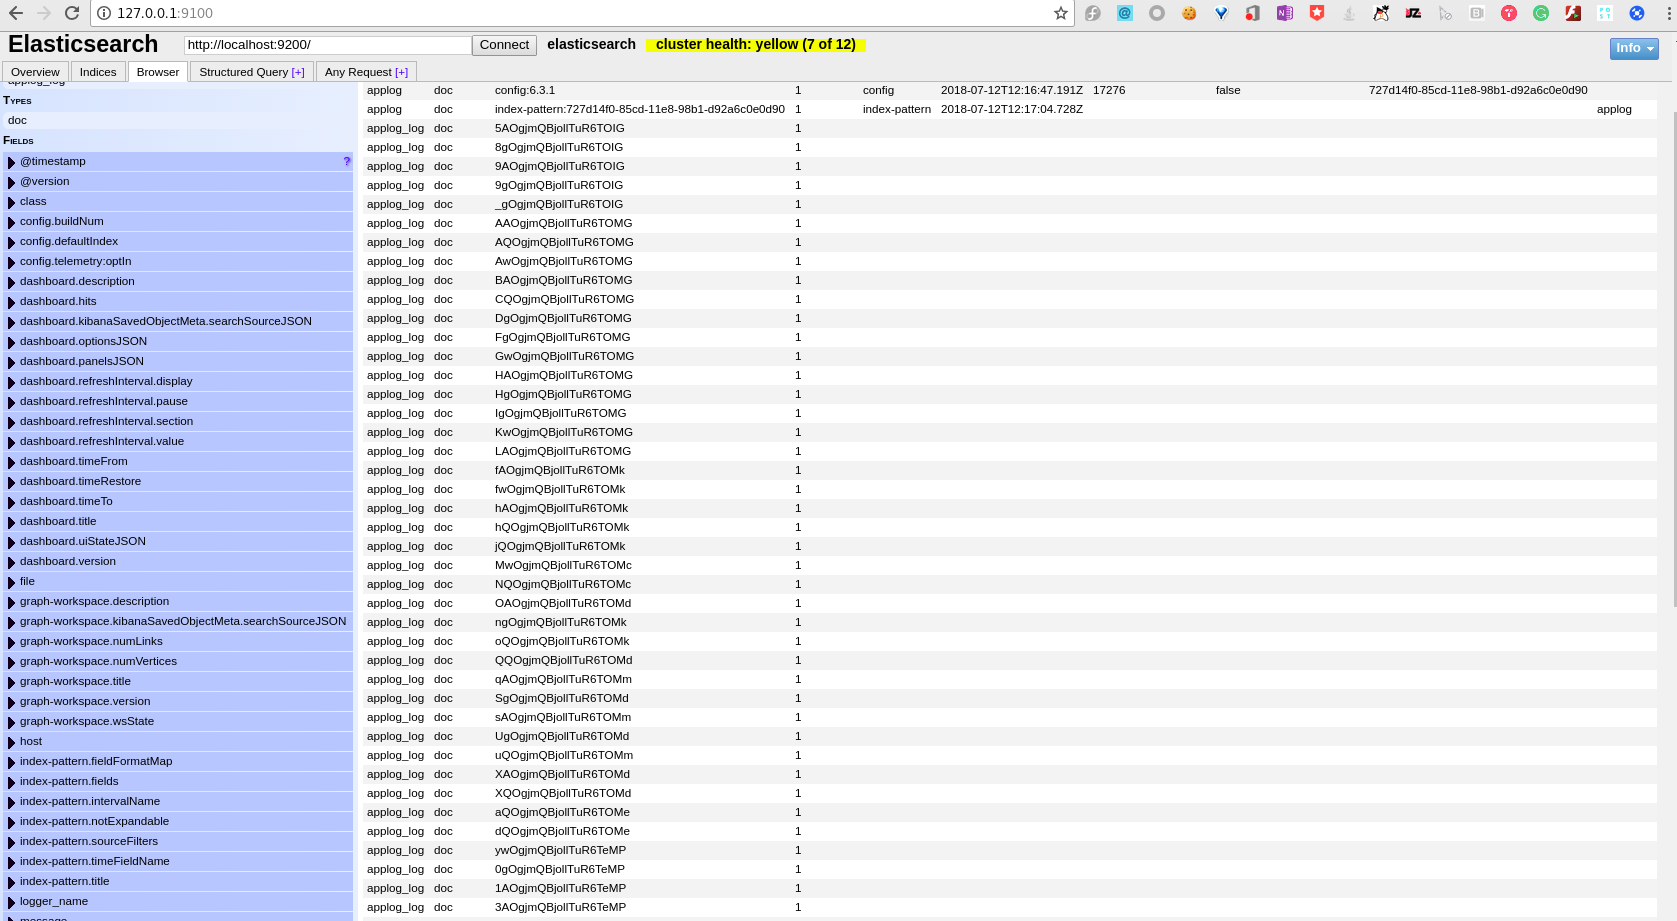 127.0.0.1:9100
Elasticsearch http://localhost:9200/ Connect elasticsearch cluster health: yellow (7 of 12) Info
Overview Indices Browser Structured Query [+] Any Request [+]
applog_log
Types
doc
Fields
@timestamp ?
@version
class
config.buildNum
config.defaultIndex
config.telemetry:optIn
dashboard.description
dashboard.hits
dashboard.kibanaSavedObjectMeta.searchSourceJSON
dashboard.optionsJSON
dashboard.panelsJSON
dashboard.refreshInterval.display
dashboard.refreshInterval.pause
dashboard.refreshInterval.section
dashboard.refreshInterval.value
dashboard.timeFrom
dashboard.timeRestore
dashboard.timeTo
dashboard.title
dashboard.uiStateJSON
dashboard.version
file
graph-workspace.description
graph-workspace.kibanaSavedObjectMeta.searchSourceJSON
graph-workspace.numLinks
graph-workspace.numVertices
graph-workspace.title
graph-workspace.version
graph-workspace.wsState
host
index-pattern.fieldFormatMap
index-pattern.fields
index-pattern.intervalName
index-pattern.notExpandable
index-pattern.sourceFilters
index-pattern.timeFieldName
index-pattern.title
logger_name
message
applog doc config:6.3.1 1 config 2018-07-12T12:16:47.191Z 17276 false 727d14f0-85cd-11e8-98b1-d92a6c0e0d90
applog doc index-pattern:727d14f0-85cd-11e8-98b1-d92a6c0e0d90 1 index-pattern 2018-07-12T12:17:04.728Z applog
applog_log doc 5AOgjmQBjollTuR6TOIG 1
applog_log doc 8gOgjmQBjollTuR6TOIG 1
applog_log doc 9AOgjmQBjollTuR6TOIG 1
applog_log doc 9gOgjmQBjollTuR6TOIG 1
applog_log doc _gOgjmQBjollTuR6TOIG 1
applog_log doc AAOgjmQBjollTuR6TOMG 1
applog_log doc AQOgjmQBjollTuR6TOMG 1
applog_log doc AwOgjmQBjollTuR6TOMG 1
applog_log doc BAOgjmQBjollTuR6TOMG 1
applog_log doc CQOgjmQBjollTuR6TOMG 1
applog_log doc DgOgjmQBjollTuR6TOMG 1
applog_log doc FgOgjmQBjollTuR6TOMG 1
applog_log doc GwOgjmQBjollTuR6TOMG 1
applog_log doc HAOgjmQBjollTuR6TOMG 1
applog_log doc HgOgjmQBjollTuR6TOMG 1
applog_log doc IgOgjmQBjollTuR6TOMG 1
applog_log doc KwOgjmQBjollTuR6TOMG 1
applog_log doc LAOgjmQBjollTuR6TOMG 1
applog_log doc fAOgjmQBjollTuR6TOMk 1
applog_log doc fwOgjmQBjollTuR6TOMk 1
applog_log doc hAOgjmQBjollTuR6TOMk 1
applog_log doc hQOgjmQBjollTuR6TOMk 1
applog_log doc jQOgjmQBjollTuR6TOMk 1
applog_log doc MwOgjmQBjollTuR6TOMc 1
applog_log doc NQOgjmQBjollTuR6TOMc 1
applog_log doc OAOgjmQBjollTuR6TOMd 1
applog_log doc ngOgjmQBjollTuR6TOMk 1
applog_log doc oQOgjmQBjollTuR6TOMk 1
applog_log doc QQOgjmQBjollTuR6TOMd 1
applog_log doc qAOgjmQBjollTuR6TOMm 1
applog_log doc SgOgjmQBjollTuR6TOMd 1
applog_log doc sAOgjmQBjollTuR6TOMm 1
applog_log doc UgOgjmQBjollTuR6TOMd 1
applog_log doc uQOgjmQBjollTuR6TOMm 1
applog_log doc XAOgjmQBjollTuR6TOMd 1
applog_log doc XQOgjmQBjollTuR6TOMd 1
applog_log doc aQOgjmQBjollTuR6TOMe 1
applog_log doc dQOgjmQBjollTuR6TOMe 1
applog_log doc ywOgjmQBjollTuR6TeMP 1
applog_log doc 0gOgjmQBjollTuR6TeMP 1
applog_log doc 1AOgjmQBjollTuR6TeMP 1
applog_log doc 3AOgjmQBjollTuR6TeMP 1